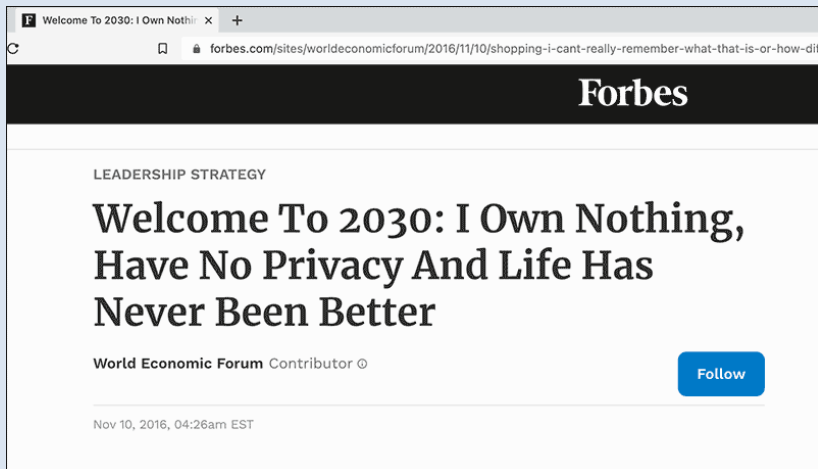 F Welcome To 2030: I Own Nothin
forbes.com/sites/worldeconomicforum/2016/11/10/shopping-i-cant-really-remember-what-that-is-or-how-dif
Forbes
LEADERSHIP STRATEGY
Welcome To 2030: I Own Nothing,
Have No Privacy And Life Has
Never Been Better
World Economic Forum Contributor
Follow
Nov 10, 2016, 04:26am EST